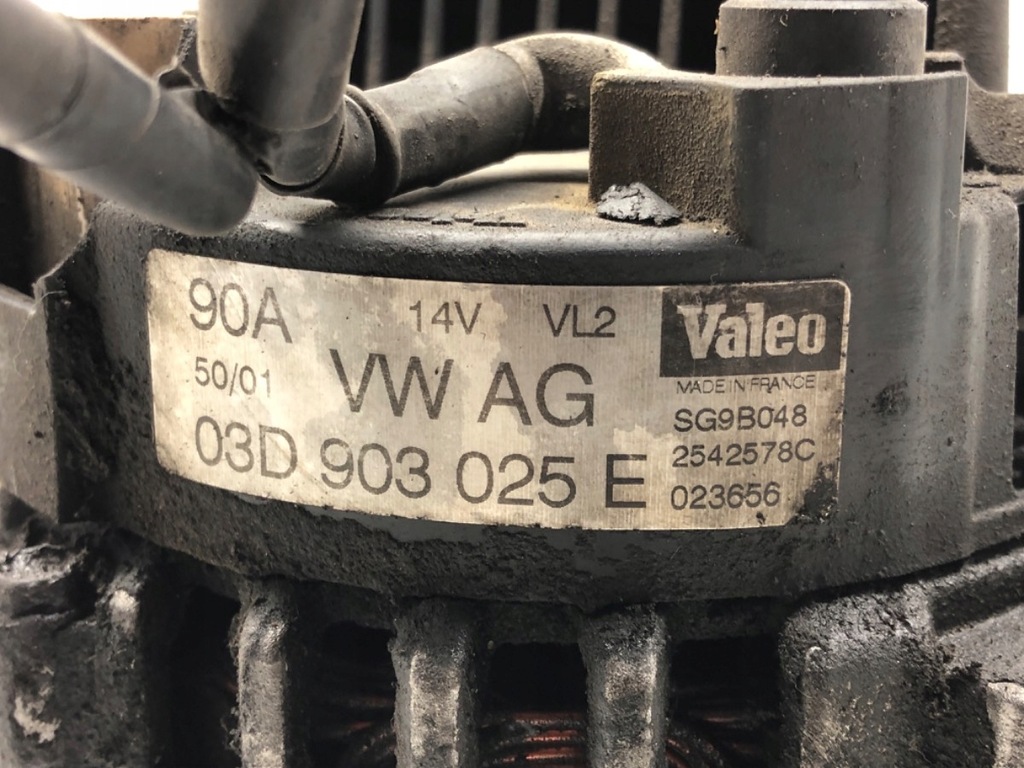 90A 14V VL2 Valeo
50/01 VW AG MADE IN FRANCE
SG9B048
03D 903 025 E 2542578C
023656